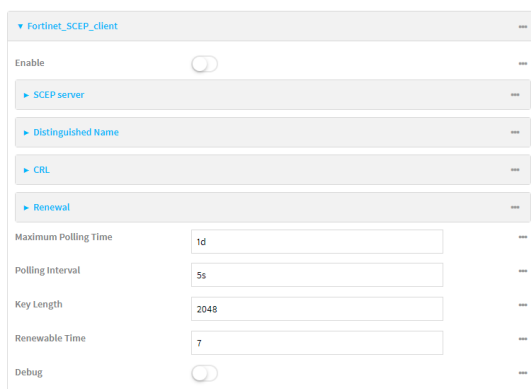 Fortinet_SCEP_client
Enable
SCEP server
Distinguished Name
CRL
Renewal
Maximum Polling Time 1d
Polling Interval 5s
Key Length 2048
Renewable Time 7
Debug